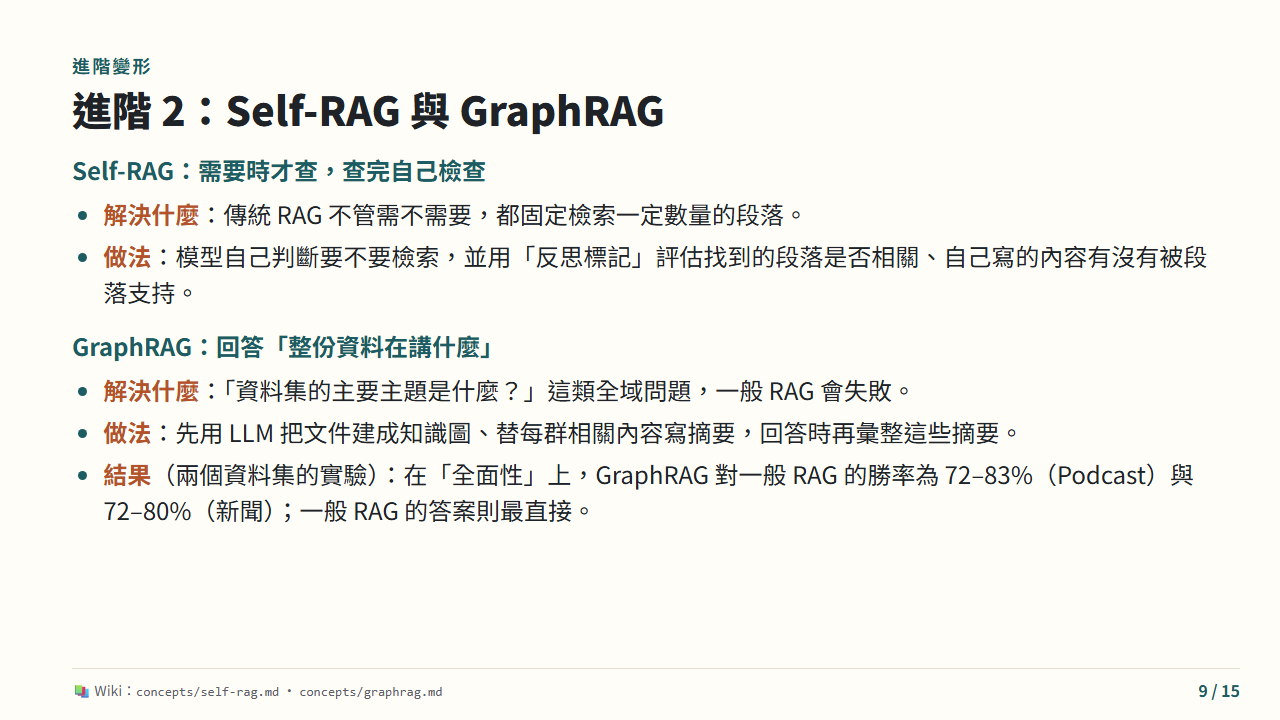 進階變形
進階 2：Self-RAG 與 GraphRAG
Self-RAG：需要時才查，查完自己檢查
• 解決什麼：傳統 RAG 不管需不需要，都固定檢索一定數量的段落。
• 做法：模型自己判斷要不要檢索，並用「反思標記」評估找到的段落是否相關、自己寫的內容有沒有被段
落支持。
GraphRAG：回答「整份資料在講什麼」
• 解決什麼：「資料集的主要主題是什麼？」這類全域問題，一般 RAG 會失敗。
• 做法：先用 LLM 把文件建成知識圖、替每群相關內容寫摘要，回答時再彙整這些摘要。
• 結果（兩個資料集的實驗）：在「全面性」上，GraphRAG 對一般 RAG 的勝率為 72–83%（Podcast）與
72–80%（新聞）；一般 RAG 的答案則最直接。
📚 Wiki：concepts/self-rag.md · concepts/graphrag.md
9 / 15